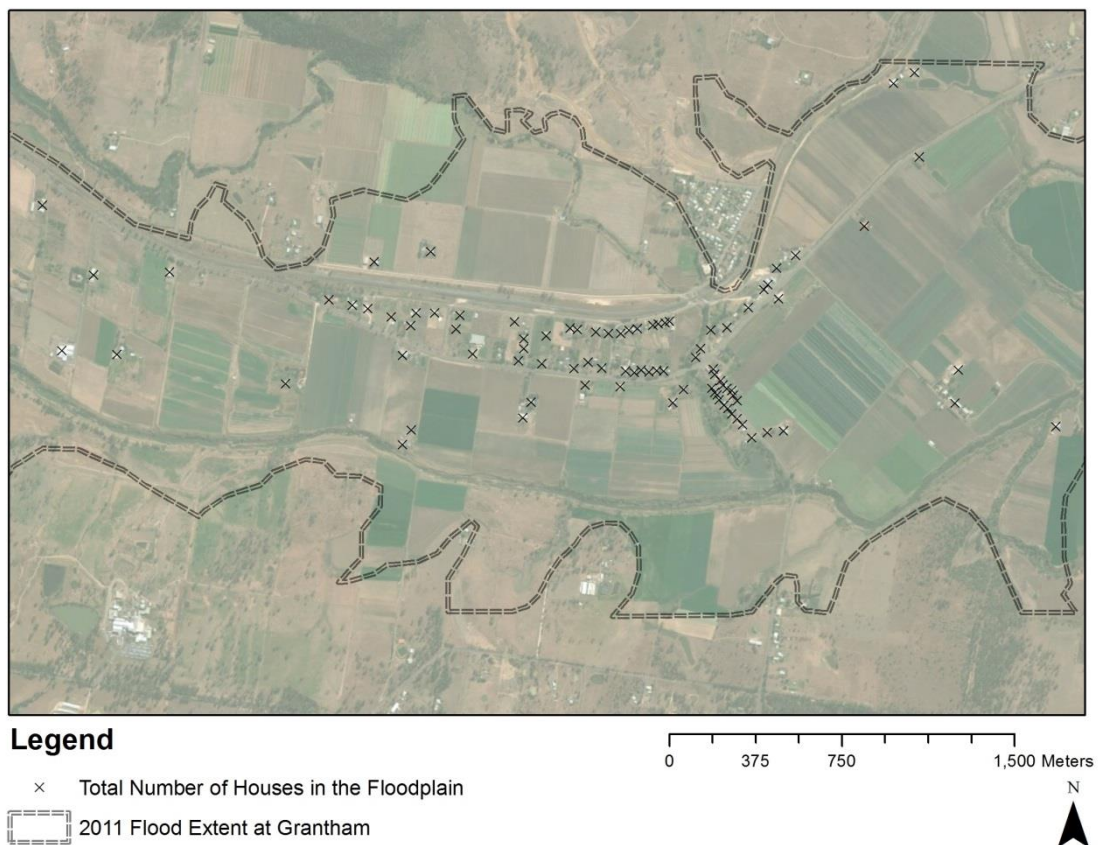 Legend
Total Number of Houses in the Floodplain
2011 Flood Extent at Grantham
0 375 750 1,500 Meters
N